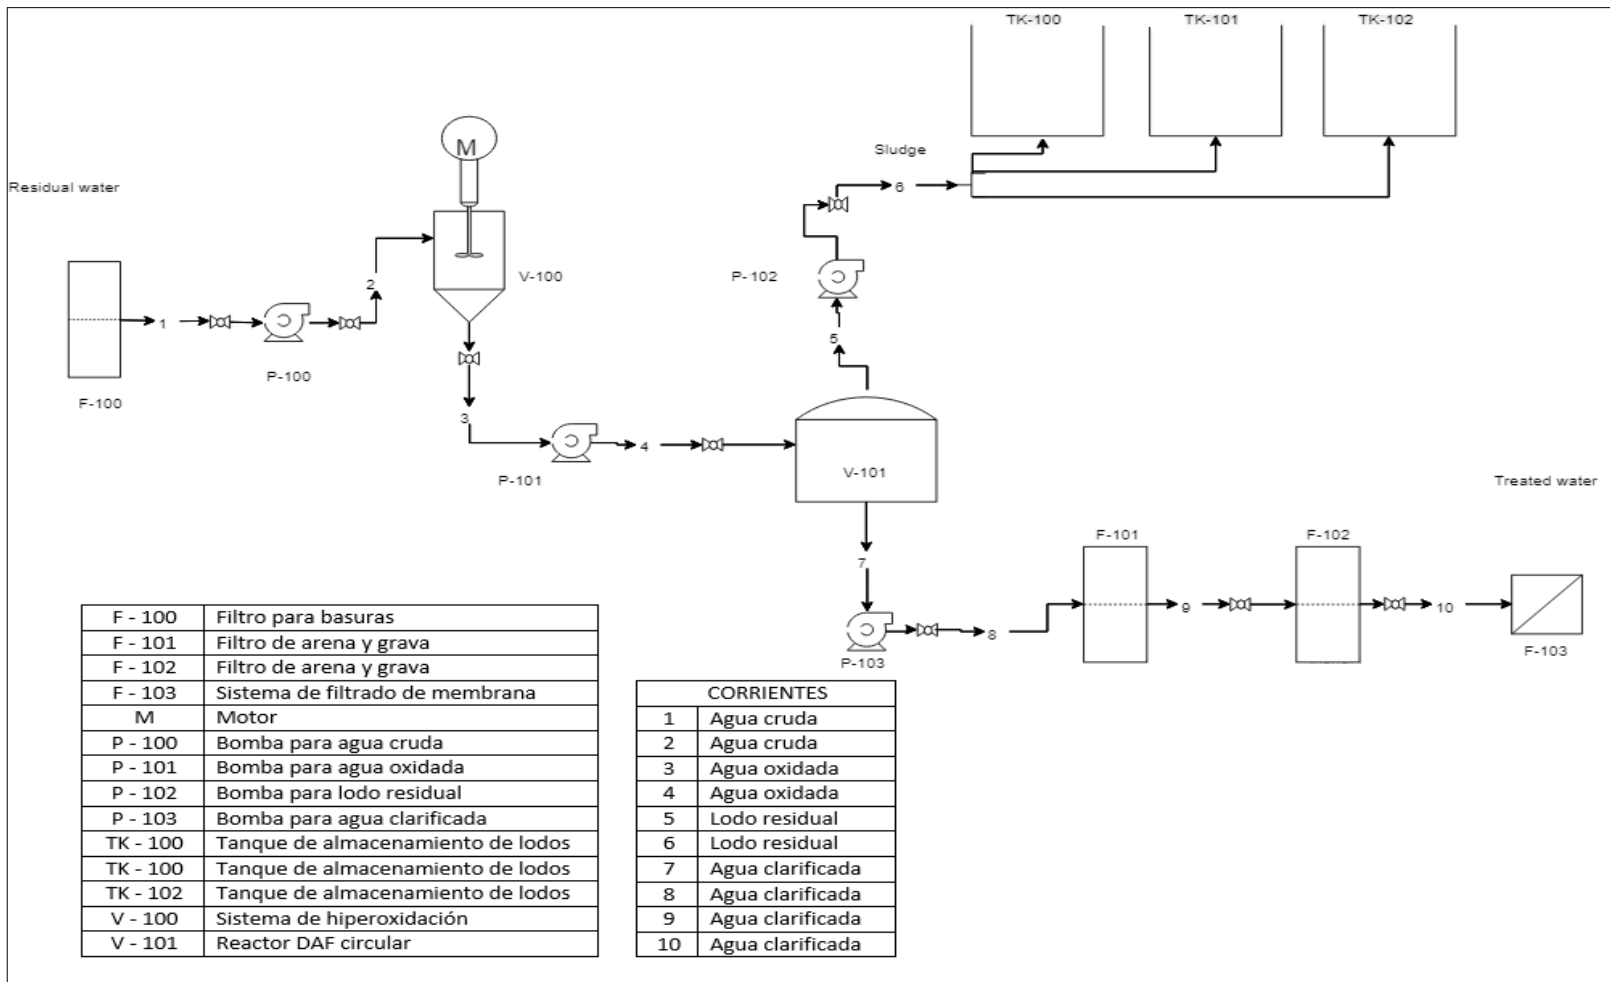 TK-100 TK-101 TK-102
M
Sludge
Residual water
6
V-100
P-102
2
1
P-100
5
F-100
3
4
P-101
V-101
Treated water
F-101 F-102
7
9
10
8
P-103
F-103
F - 100 Filtro para basuras
F - 101 Filtro de arena y grava
F - 102 Filtro de arena y grava
F - 103 Sistema de filtrado de membrana
M Motor
P - 100 Bomba para agua cruda
P - 101 Bomba para agua oxidada
P - 102 Bomba para lodo residual
P - 103 Bomba para agua clarificada
TK - 100 Tanque de almacenamiento de lodos
TK - 100 Tanque de almacenamiento de lodos
TK - 102 Tanque de almacenamiento de lodos
V - 100 Sistema de hiperoxidación
V - 101 Reactor DAF circular
CORRIENTES
1 Agua cruda
2 Agua cruda
3 Agua oxidada
4 Agua oxidada
5 Lodo residual
6 Lodo residual
7 Agua clarificada
8 Agua clarificada
9 Agua clarificada
10 Agua clarificada